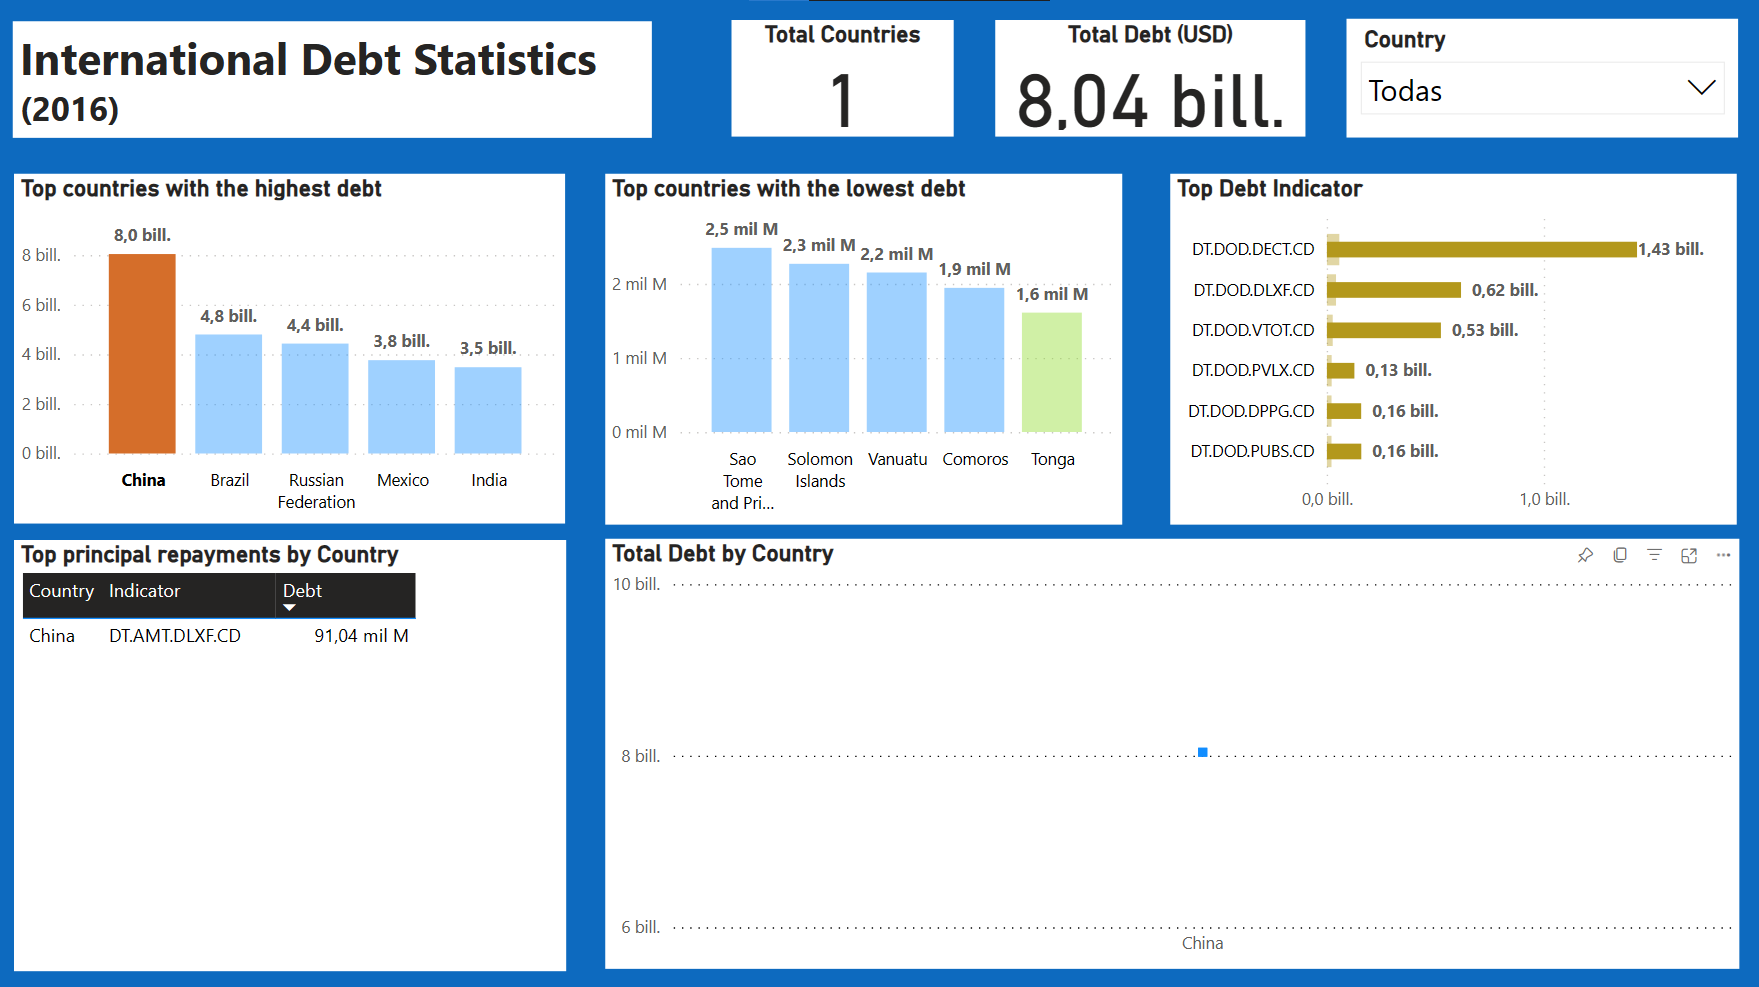 International Debt Statistics
(2016)
Total Countries
1
Total Debt (USD)
8,04 bill.
Country
Todas
Top countries with the highest debt
8,0 bill.
8 bill.
4,8 bill.
6 bill.
4,4 bill.
3,8 bill.
3,5 bill.
4 bill.
2 bill.
0 bill.
China
Brazil
Russian
Federation
Mexico
India
Top countries with the lowest debt
2,5 mil M
2,3 mil M
2,2 mil M
1,9 mil M
1,6 mil M
2 mil M
1 mil M
0 mil M
Sao
Tome
and Pri...
Solomon
Islands
Vanuatu
Comoros
Tonga
Top Debt Indicator
DT.DOD.DECT.CD 1,43 bill.
DT.DOD.DLXF.CD 0,62 bill.
DT.DOD.VTOT.CD 0,53 bill.
DT.DOD.PVLX.CD 0,13 bill.
DT.DOD.DPPG.CD 0,16 bill.
DT.DOD.PUBS.CD 0,16 bill.
0,0 bill. 1,0 bill.
Top principal repayments by Country
Country Indicator Debt
China DT.AMT.DLXF.CD 91,04 mil M
Total Debt by Country
10 bill.
8 bill.
6 bill.
China